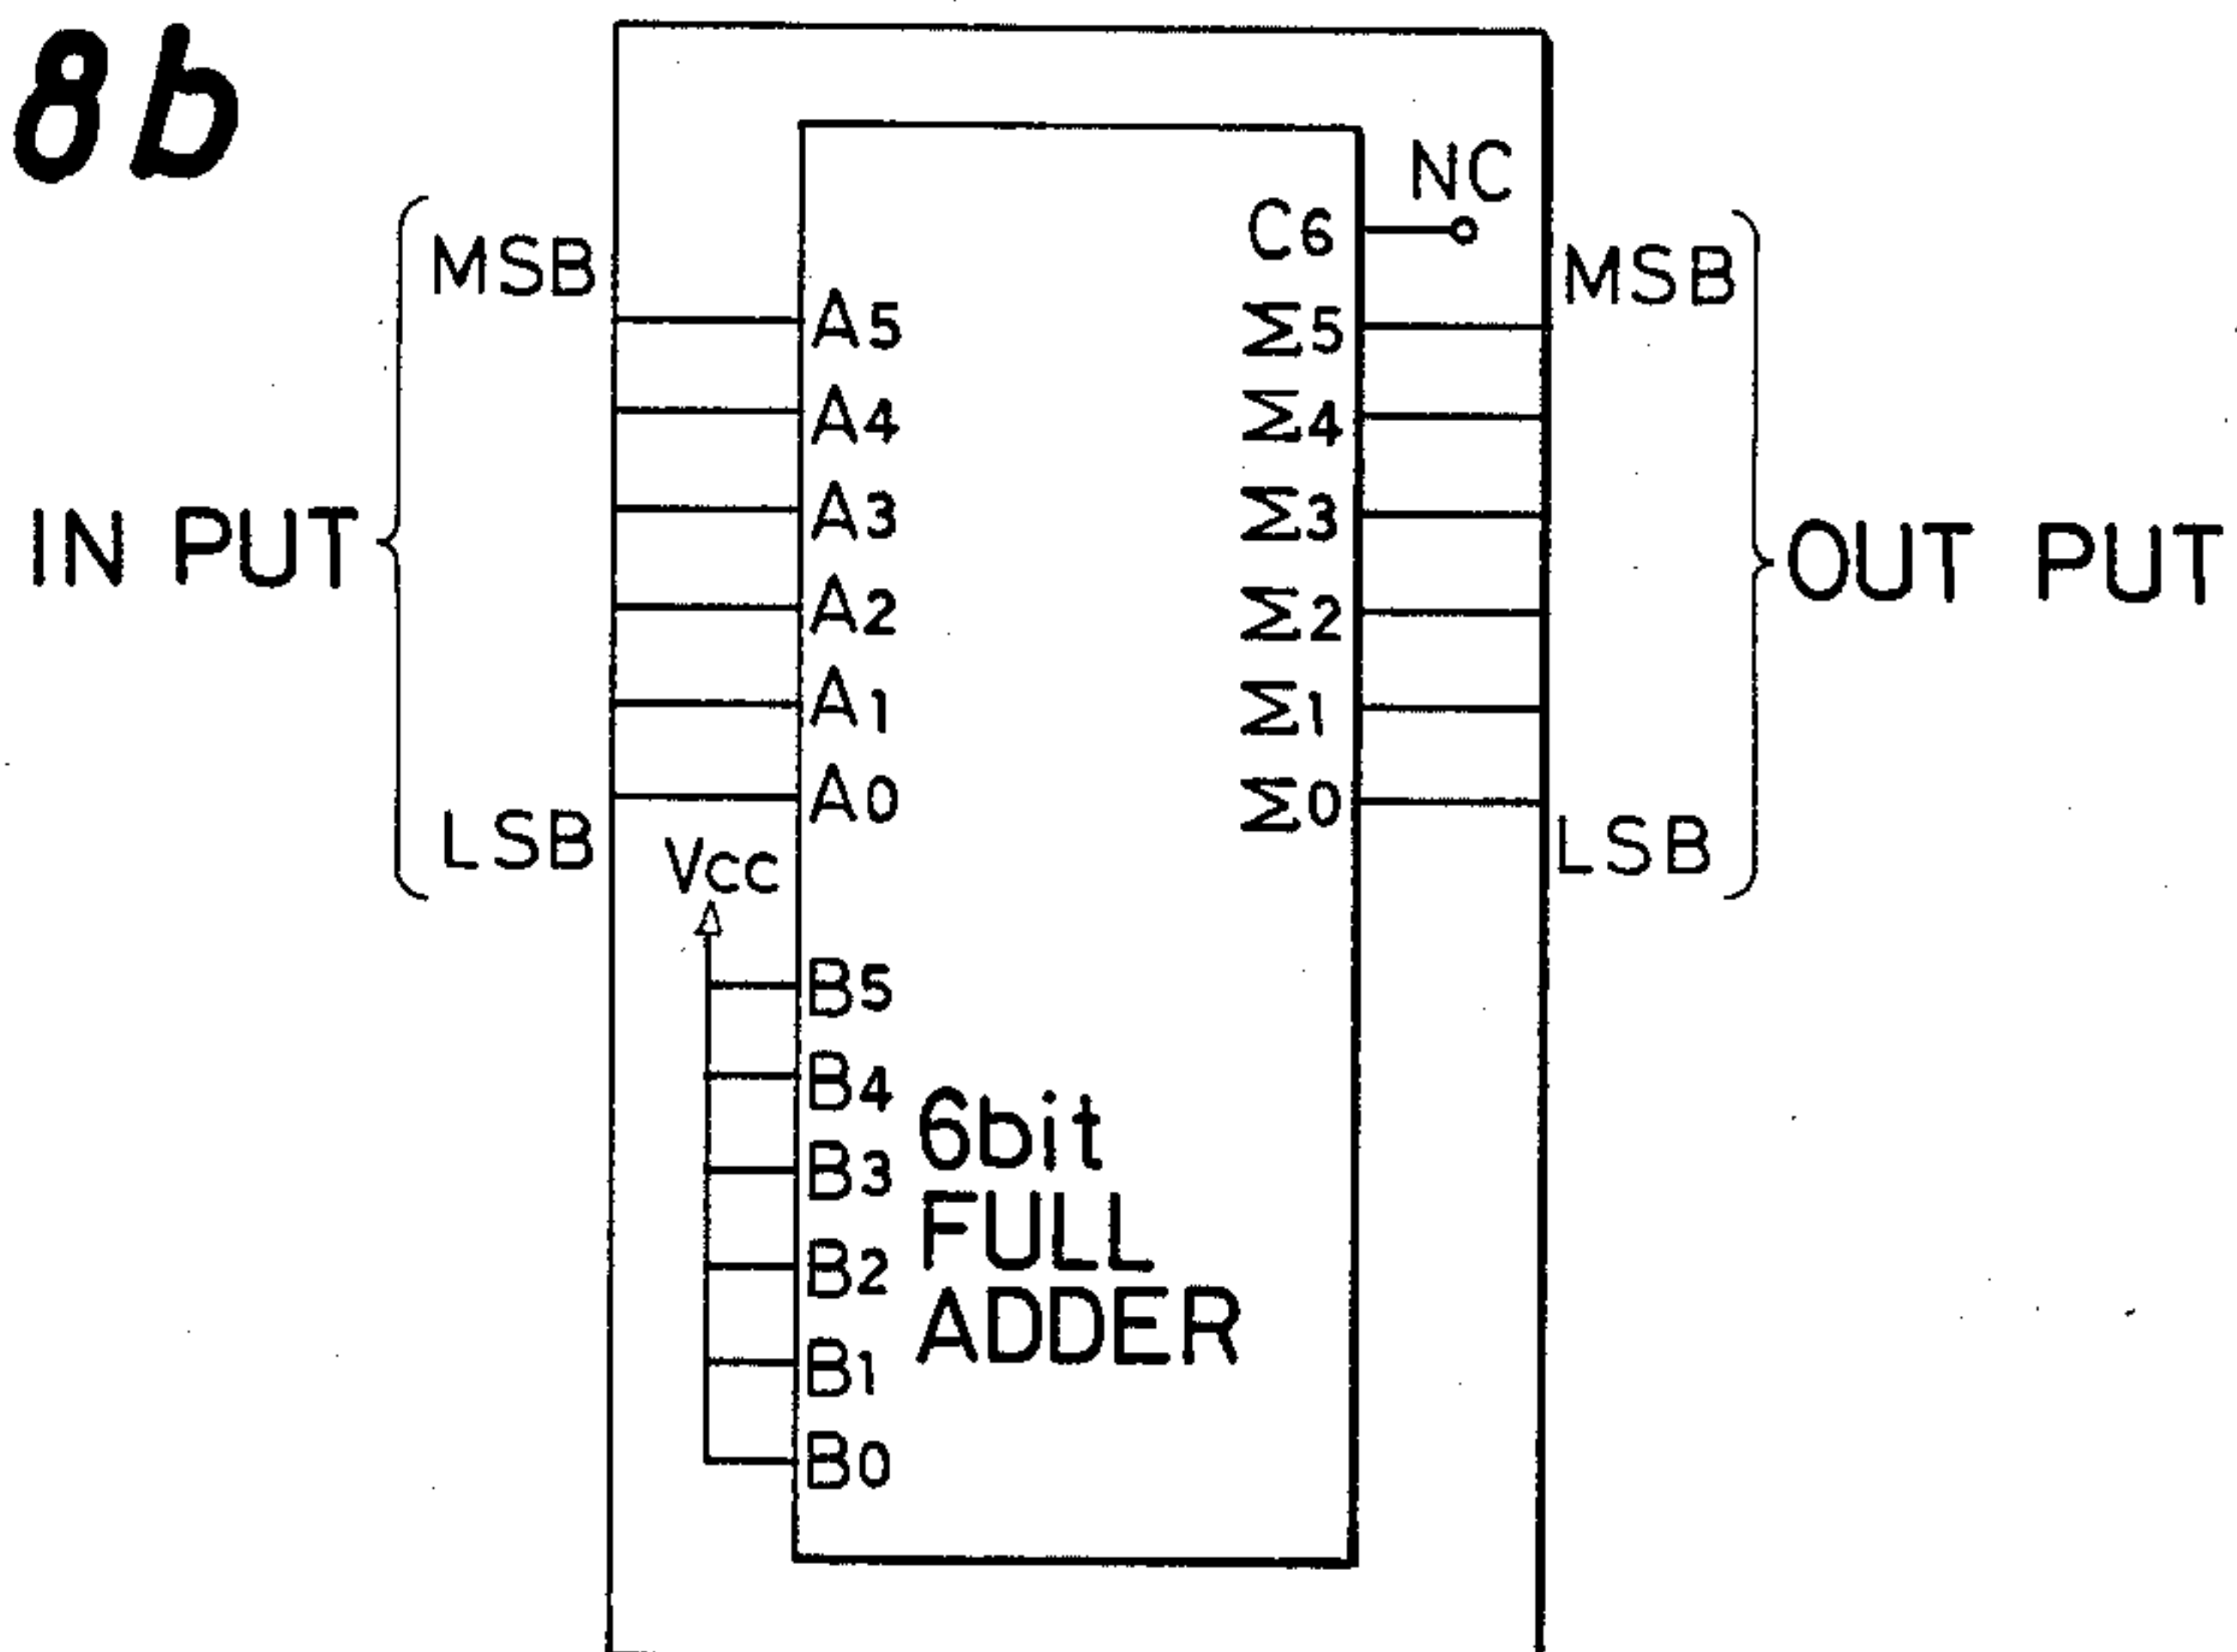 8b
NC
C6
MSB
MSB
A5
Σ5
A4
Σ4
A3
Σ3
IN PUT
OUT PUT
A2
Σ2
A1
Σ1
A0
Σ0
LSB
LSB
Vcc
B5
B4
B3
B2
B1
B0
6bit
FULL
ADDER